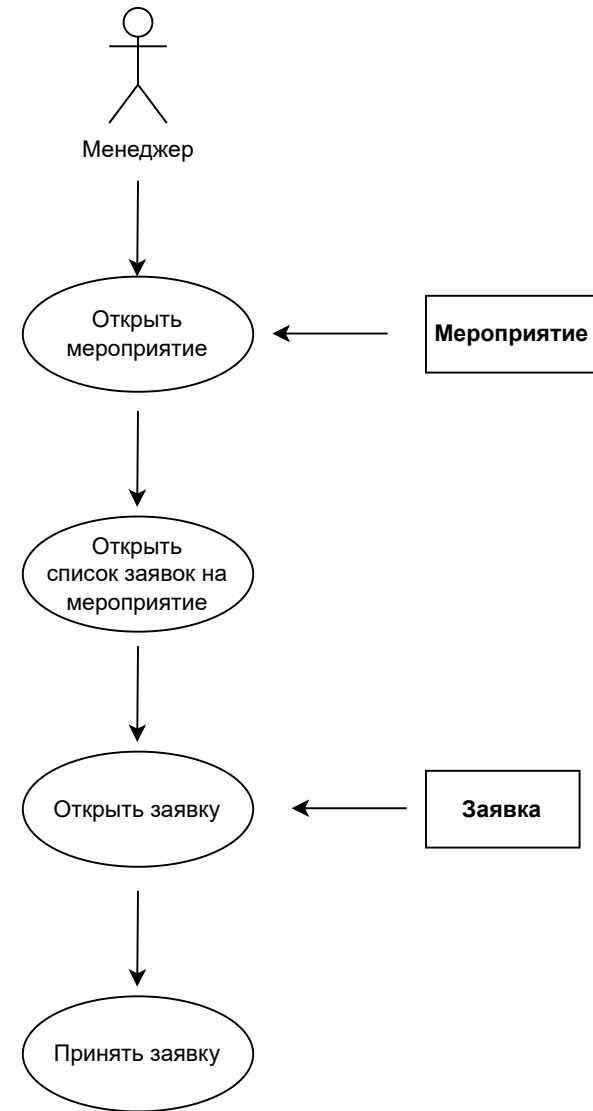 Менеджер
Открыть
мероприятие
Мероприятие
Открыть
список заявок на
мероприятие
Открыть заявку
Заявка
Принять заявку